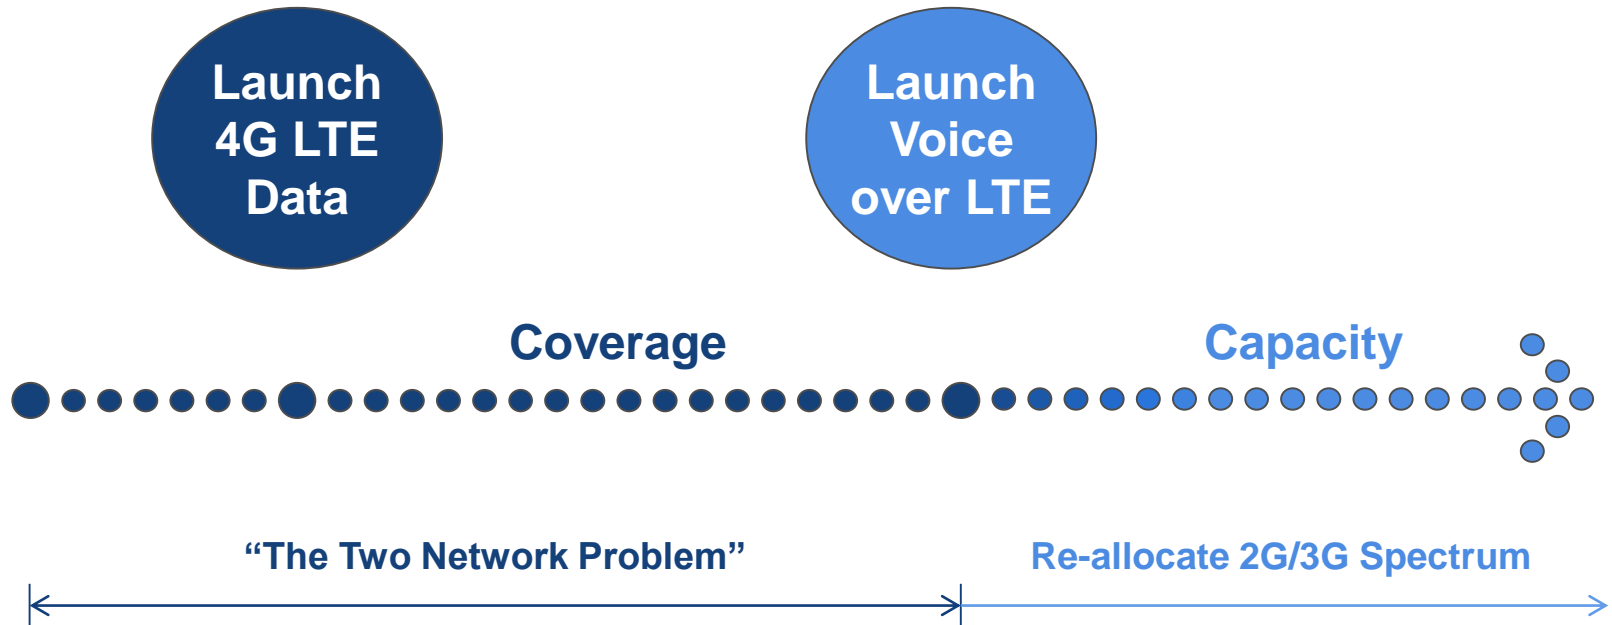 Launch
4G LTE
Data
Launch
Voice
over LTE
Coverage
Capacity
“The Two Network Problem”
Re-allocate 2G/3G Spectrum